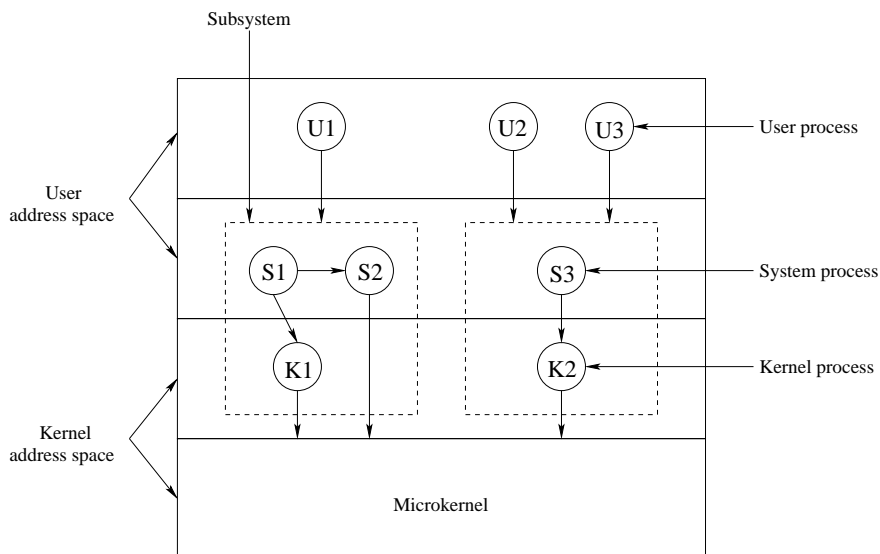 Subsystem
U1
U2
U3
User process
User
address space
S1
S2
S3
System process
K1
K2
Kernel process
Kernel
address space
Microkernel